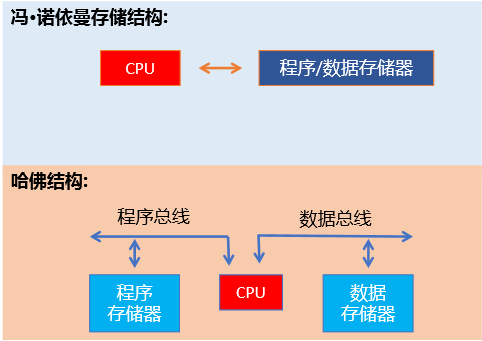 冯·诺依曼存储结构:
CPU
程序/数据存储器
哈佛结构:
程序总线
数据总线
程序
存储器
CPU
数据
存储器